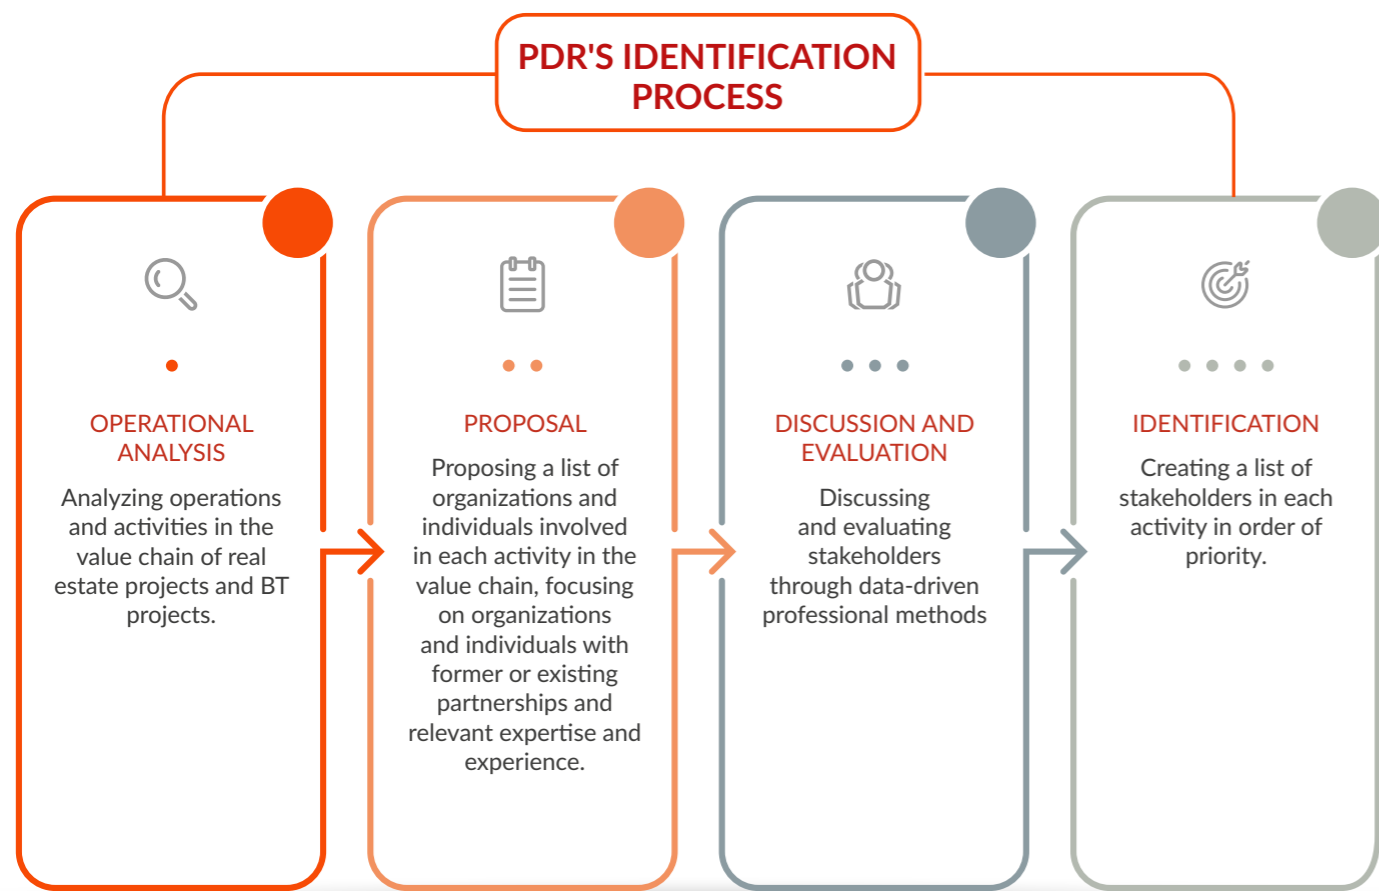 PDR'S IDENTIFICATION
PROCESS
OPERATIONAL
ANALYSIS
Analyzing operations
and activities in the
value chain of real
estate projects and BT
projects.
PROPOSAL
Proposing a list of
organizations and
individuals involved
in each activity in the
value chain, focusing
on organizations
and individuals with
former or existing
partnerships and
relevant expertise and
experience.
DISCUSSION AND
EVALUATION
Discussing
and evaluating
stakeholders
through data-driven
professional methods
IDENTIFICATION
Creating a list of
stakeholders in each
activity in order of
priority.